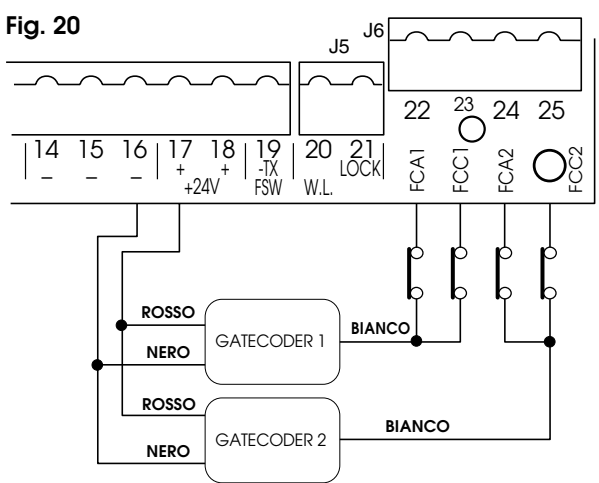 Fig. 20
J5
J6
14 15 16 17 18 19 20 21 22 23 24 25
– – – + + -TX LOCK
+24V FSW W.L.
FCA1 FCC1 FCA2 FCC2
ROSSO
NERO
GATECODER 1
BIANCO
ROSSO
NERO
GATECODER 2
BIANCO